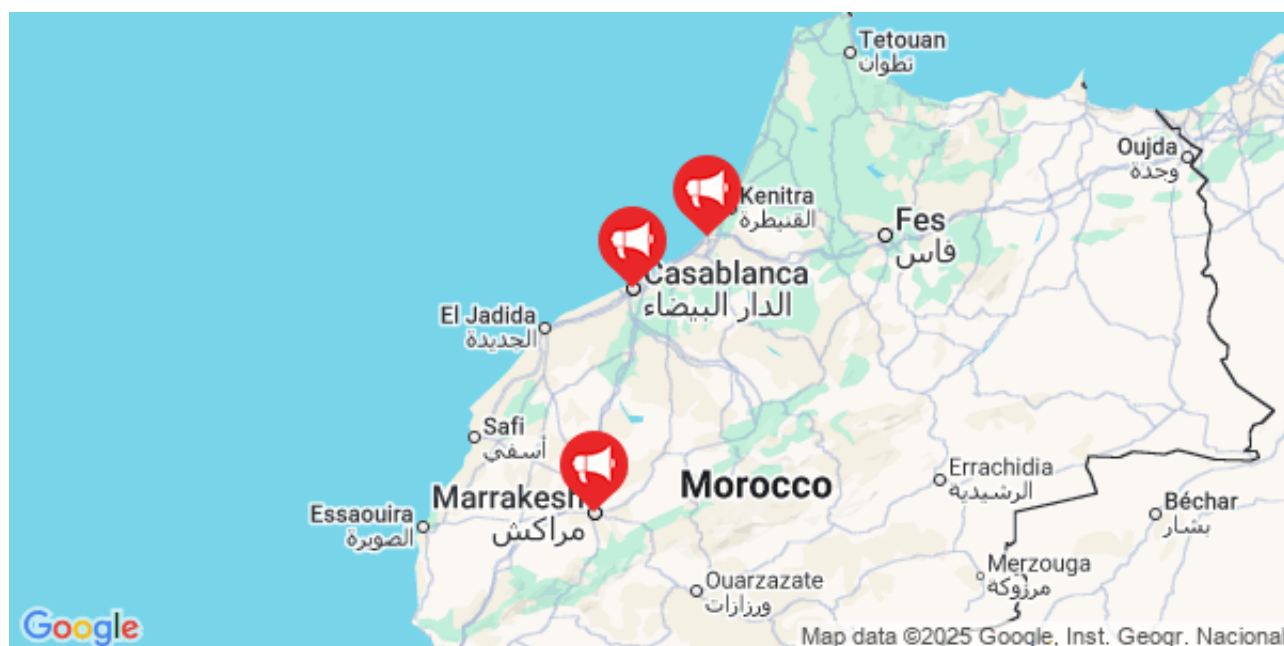 Tetouan
تطوان
Oujda
وجدة
Kenitra
القنيطرة
Fes
فاس
Casablanca
الدار البيضاء
El Jadida
الجديدة
Safi
أسفي
Errachidia
الرشيدية
Morocco
Marrakesh
مراكش
Béchar
بشار
Essaouira
الصويرة
Merzouga
مرزوكة
Ouarzazate
ورزازات
Google
Map data ©2025 Google, Inst. Geogr. Nacional